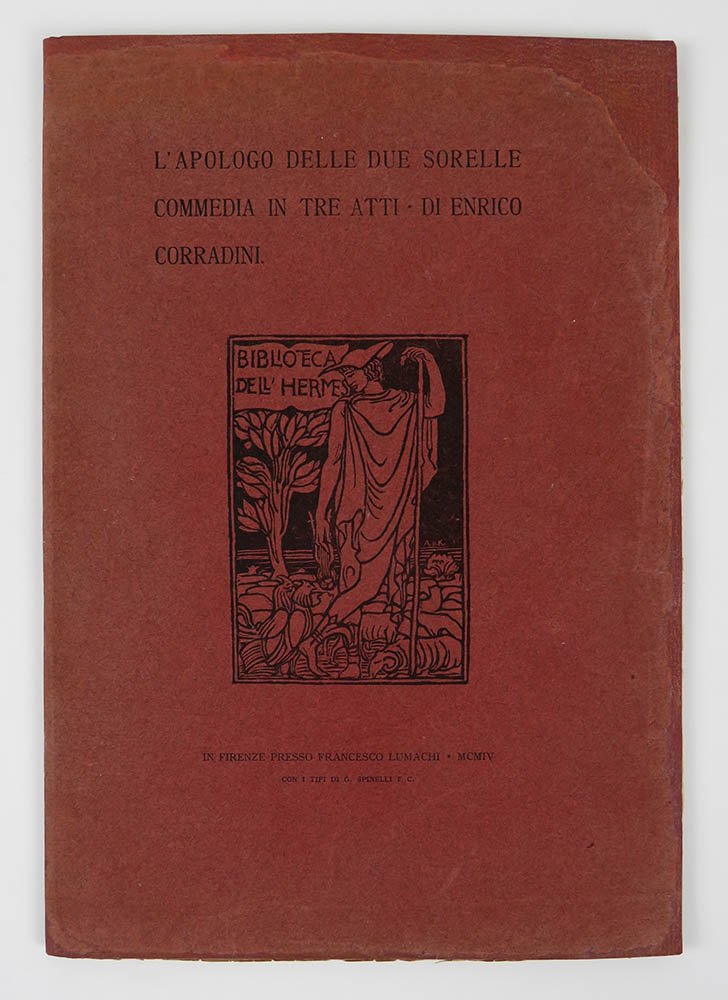 L'APOLOGO DELLE DUE SORELLE
COMMEDIA IN TRE ATTI · DI ENRICO
CORRADINI.
BIBLIOTECA
DELL' HERMES
A D K
IN FIRENZE PRESSO FRANCESCO LUMACHI • MCMIV
CON I TIPI DI G. SPINELLI E C.